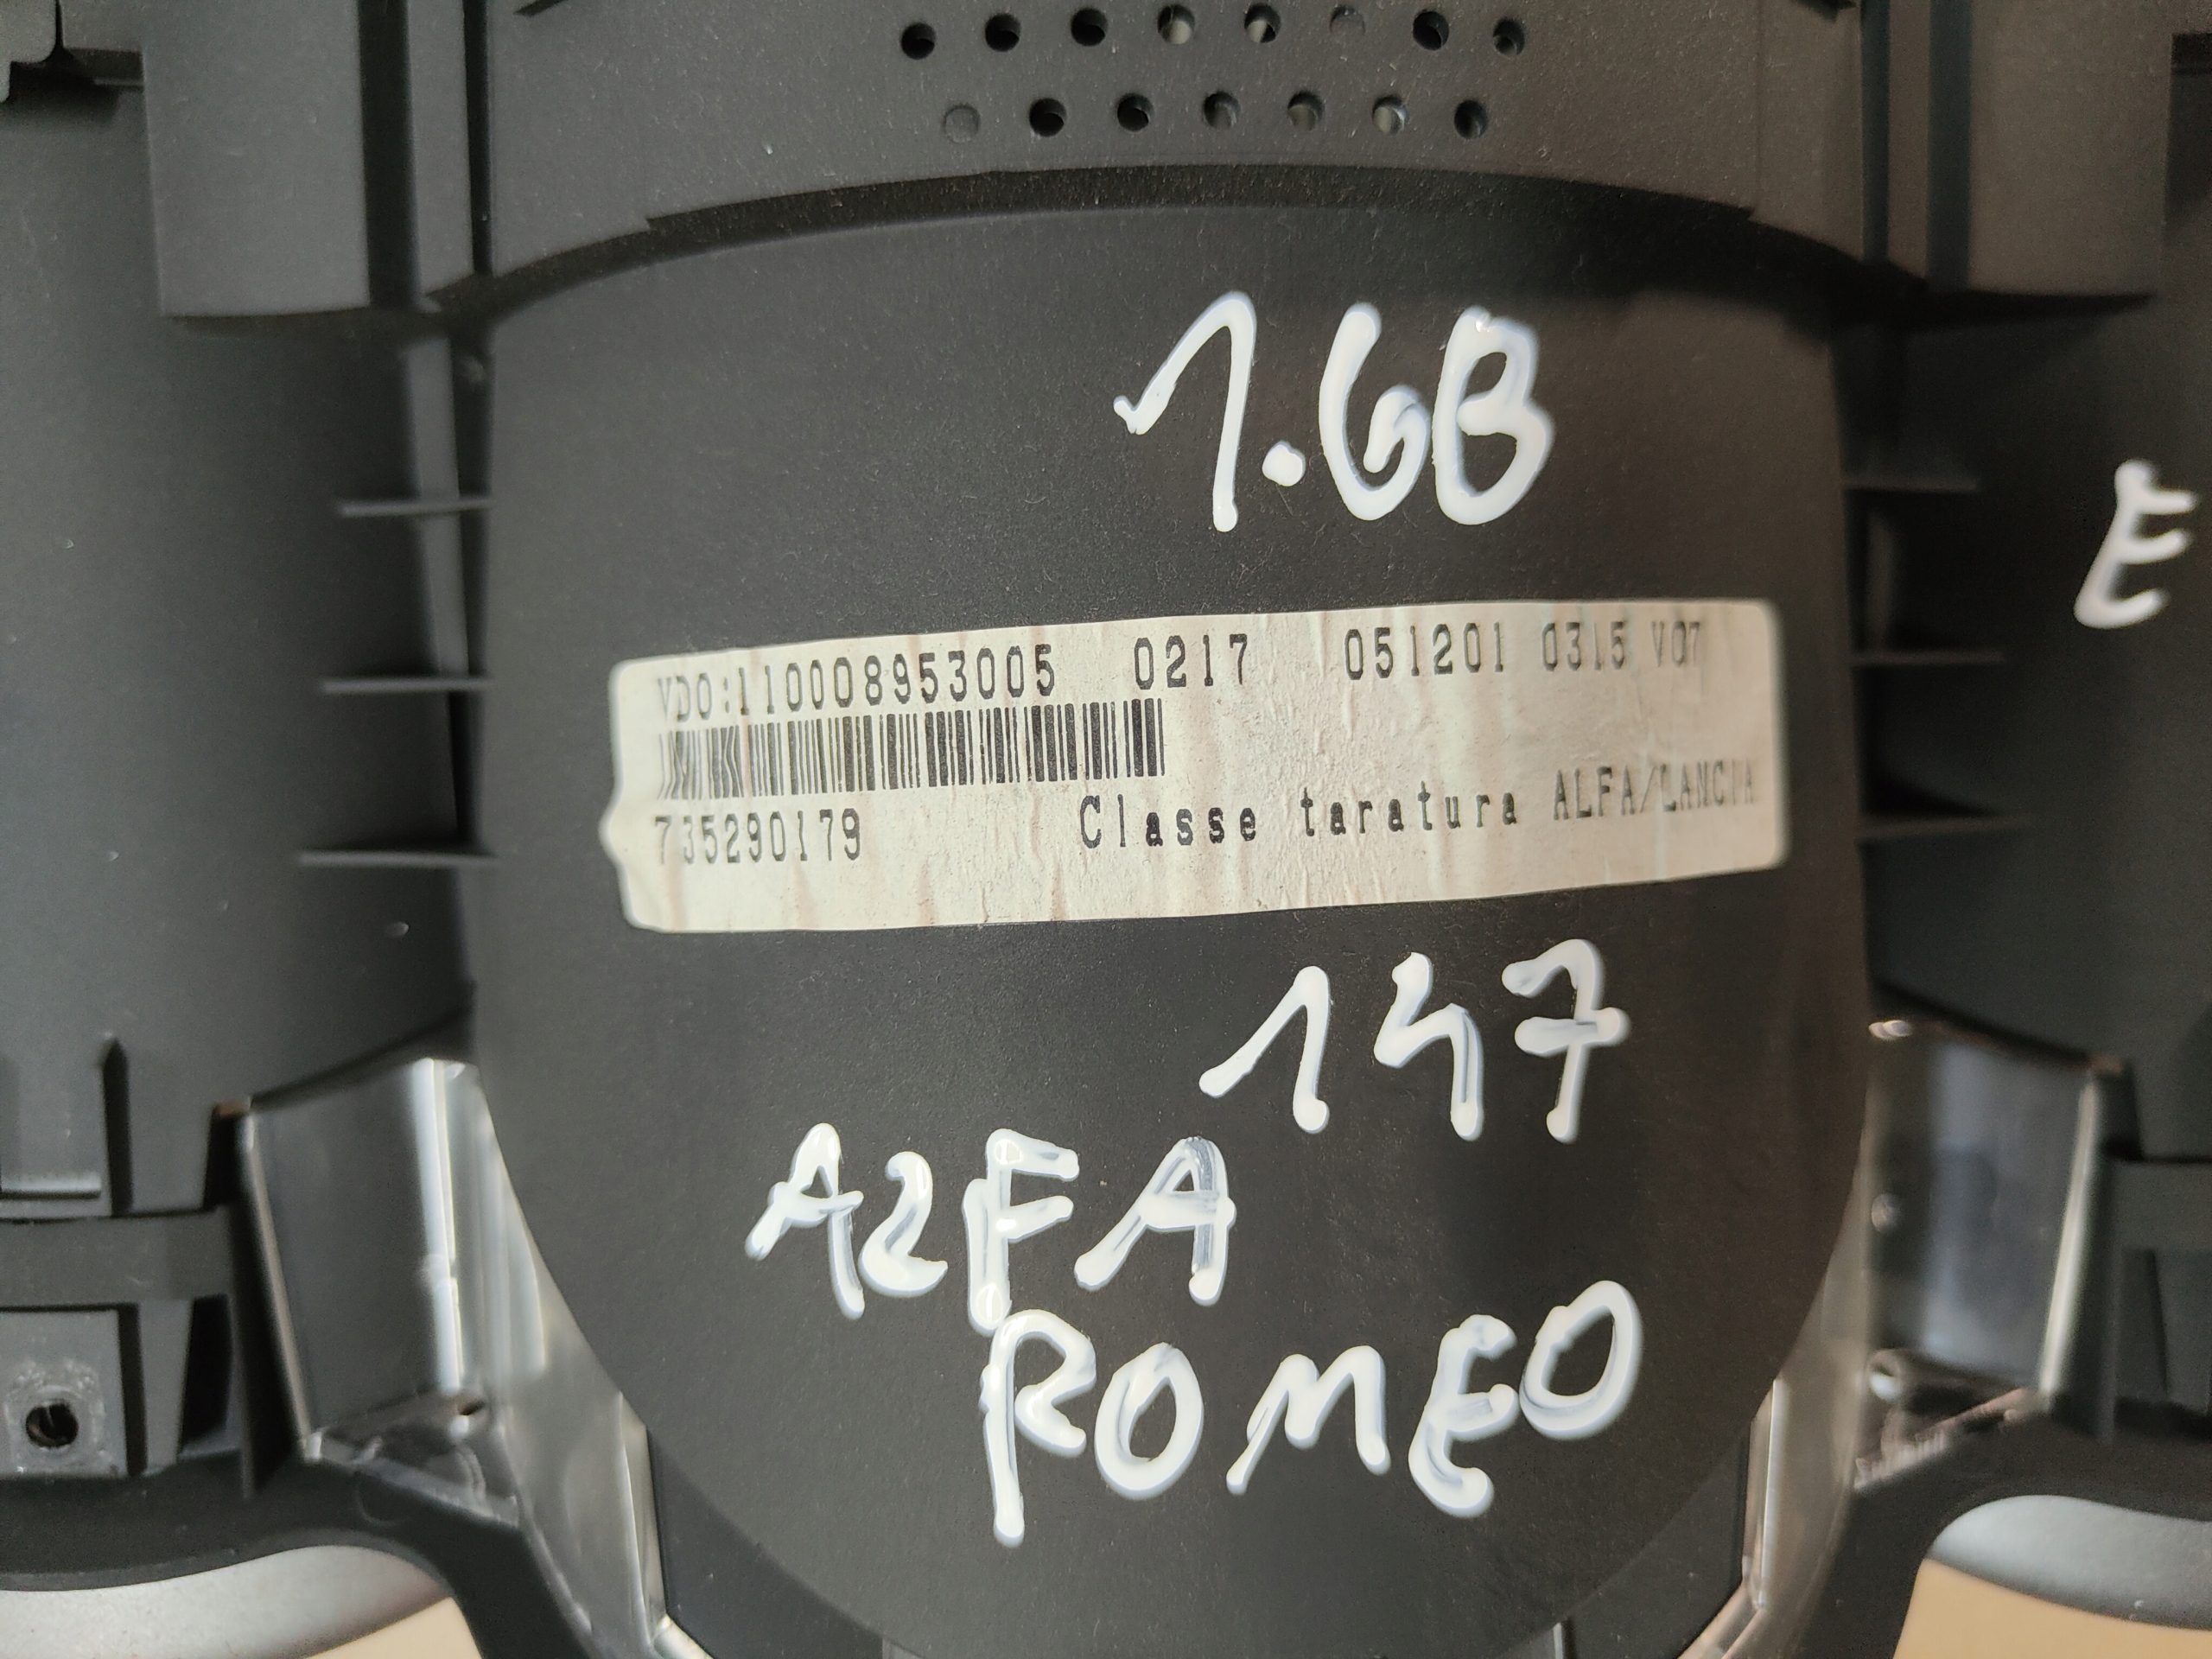 1.6B
E
VDO:110008953005 0217 051201 0315 V07
735290179 Classe taratura ALFA/LANCIA
147
ALFA
ROMEO